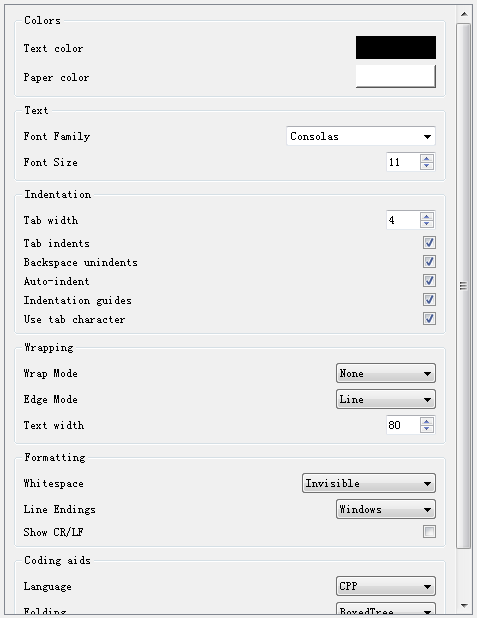 Colors
Text color
Paper color
Text
Font Family Consolas
Font Size 11
Indentation
Tab width 4
Tab indents
Backspace unindents
Auto-indent
Indentation guides
Use tab character
Wrapping
Wrap Mode None
Edge Mode Line
Text width 80
Formatting
Whitespace Invisible
Line Endings Windows
Show CR/LF
Coding aids
Language CPP
Folding BoxedTree